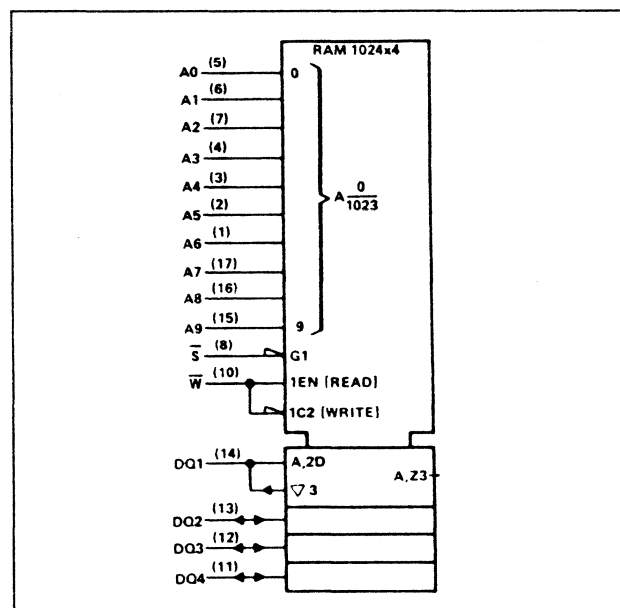 RAM 1024x4
A0 (5) 0
A1 (6)
A2 (7)
A3 (4)
A4 (3)
A5 (2)
A6 (1)
A7 (17)
A8 (16)
A9 (15) 9
A 0
1023
S̅ (8) G1
W̅ (10) 1EN [READ]
1C2 [WRITE]
DQ1 (14) A,2D
A,Z3
▽ 3
DQ2 (13)
DQ3 (12)
DQ4 (11)